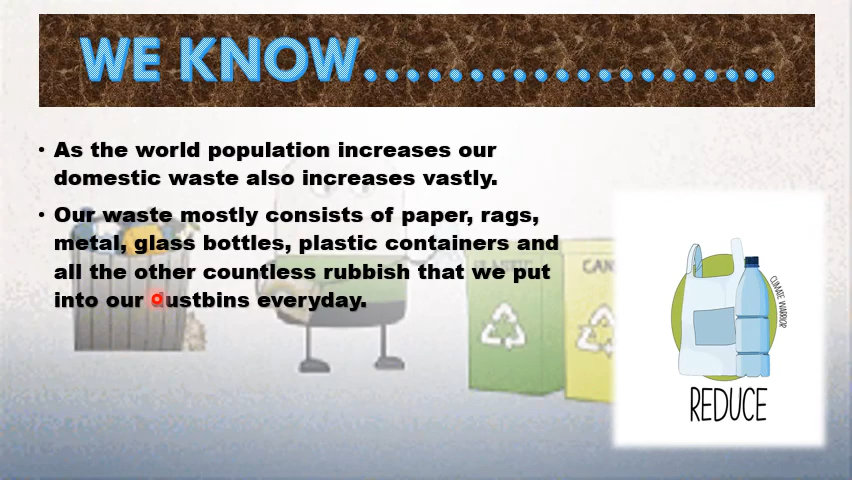 WE KNOW.....................
• As the world population increases our
domestic waste also increases vastly.
• Our waste mostly consists of paper, rags,
metal, glass bottles, plastic containers and
all the other countless rubbish that we put
into our dustbins everyday.
PLASTIC
CAN
CLIMATE WARRIOR
REDUCE